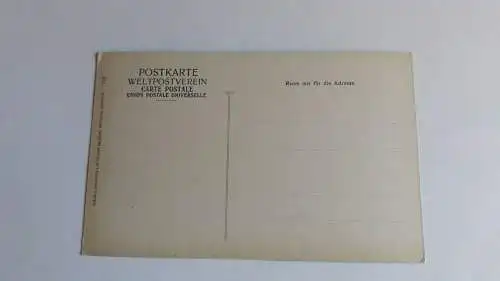 POSTKARTE
WELTPOSTVEREIN
CARTE POSTALE
UNION POSTALE UNIVERSELLE
Raum nur für die Adresse.